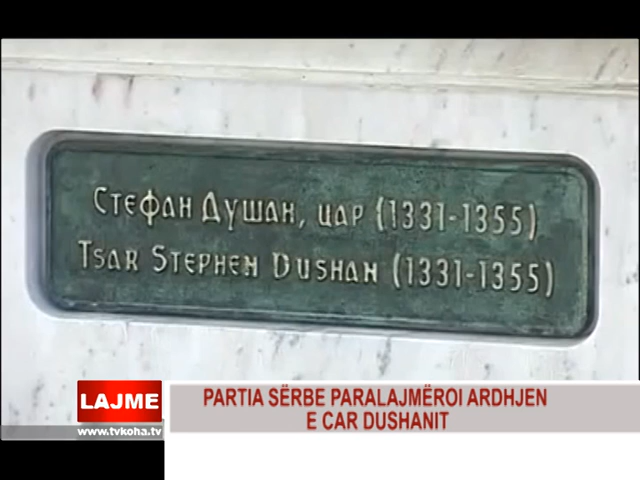 Стефан Душан, цар (1331-1355)
Tsar Stephen Dushan (1331-1355)
LAJME
www.tvkoha.tv
PARTIA SËRBE PARALAJMËROI ARDHJEN
E CAR DUSHANIT